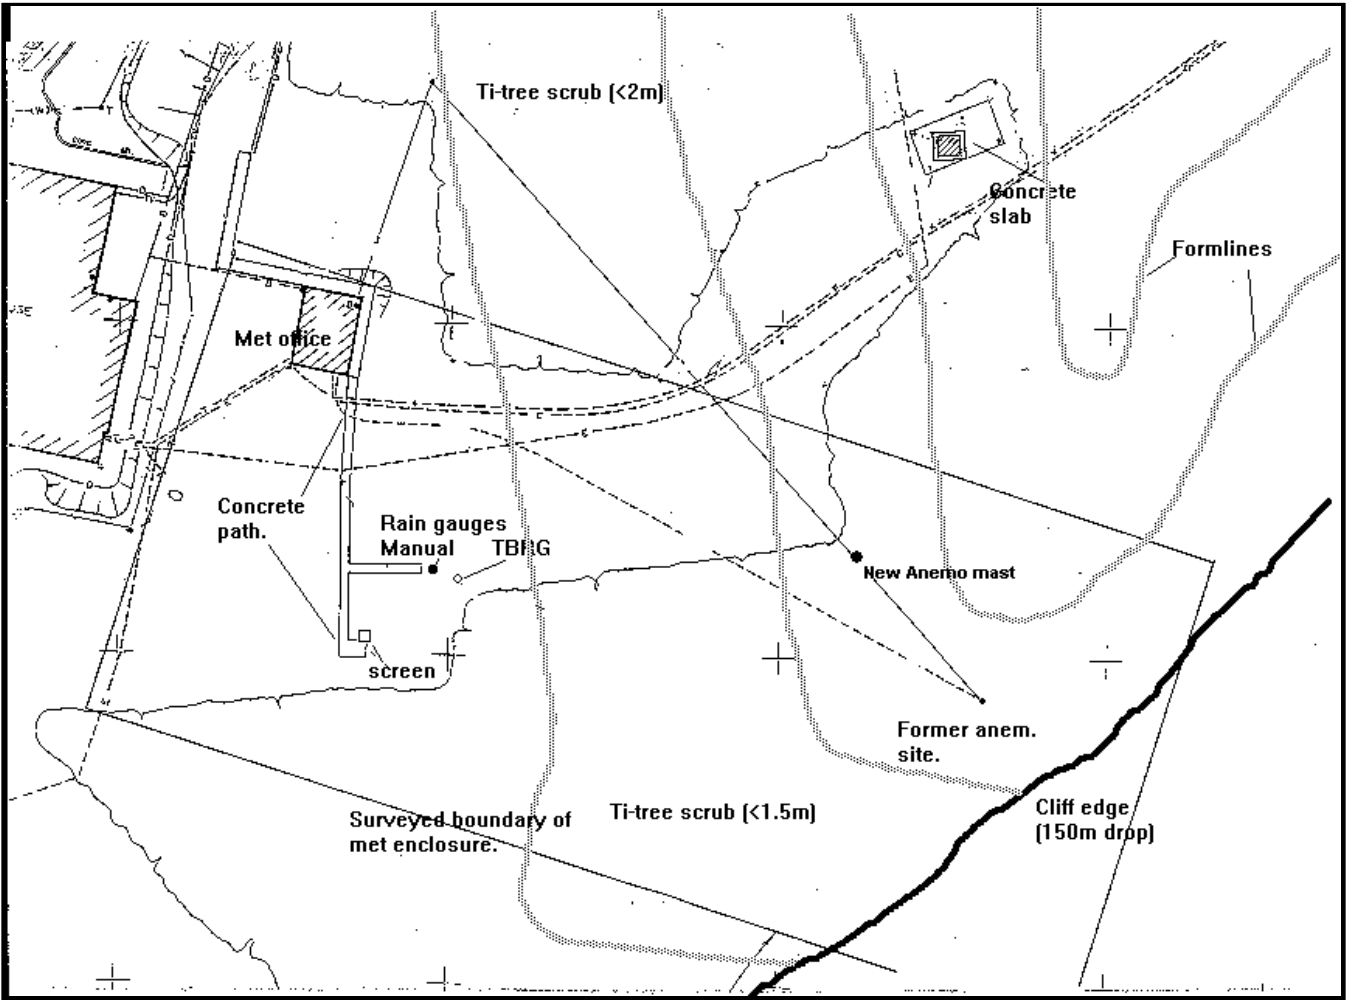 Ti-tree scrub (<2m)
Concrete
slab
Formlines
Met office
Concrete
path.
Rain gauges
Manual
TBRG
New Anemo mast
screen
Former anem.
site.
Cliff edge
(150m drop)
Surveyed boundary of
met enclosure.
Ti-tree scrub (<1.5m)